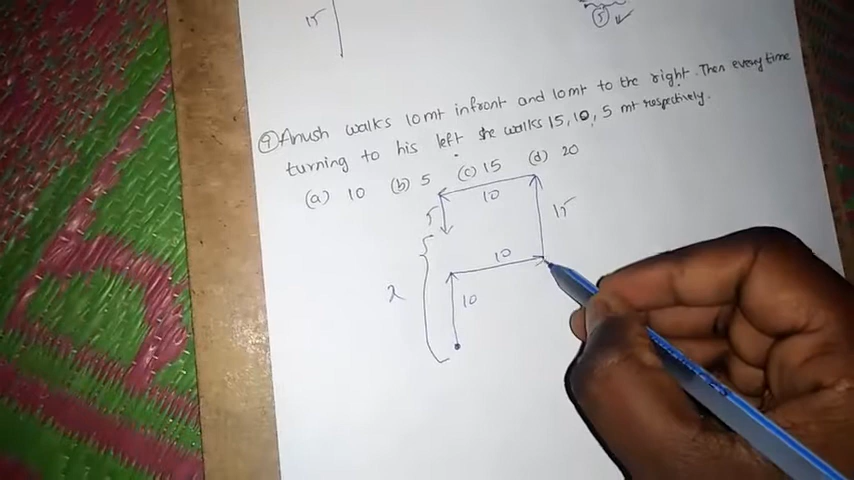 15
5
9 Anush walks 10mt infront and 10mt to the right. Then every time
turning to his left she walks 15, 10, 5 mt respectively.
(a) 10 (b) 5 (c) 15 (d) 20
10
5
15
10
x
10